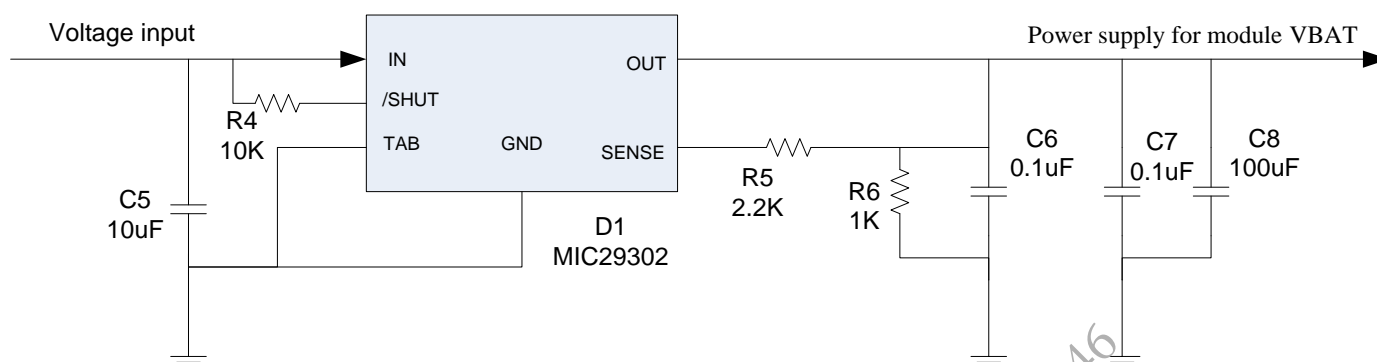 Voltage input
Power supply for module VBAT
IN
OUT
/SHUT
R4
10K
TAB
GND
SENSE
C6
0.1uF
C7
0.1uF
C8
100uF
R5
2.2K
R6
1K
C5
10uF
D1
MIC29302
46